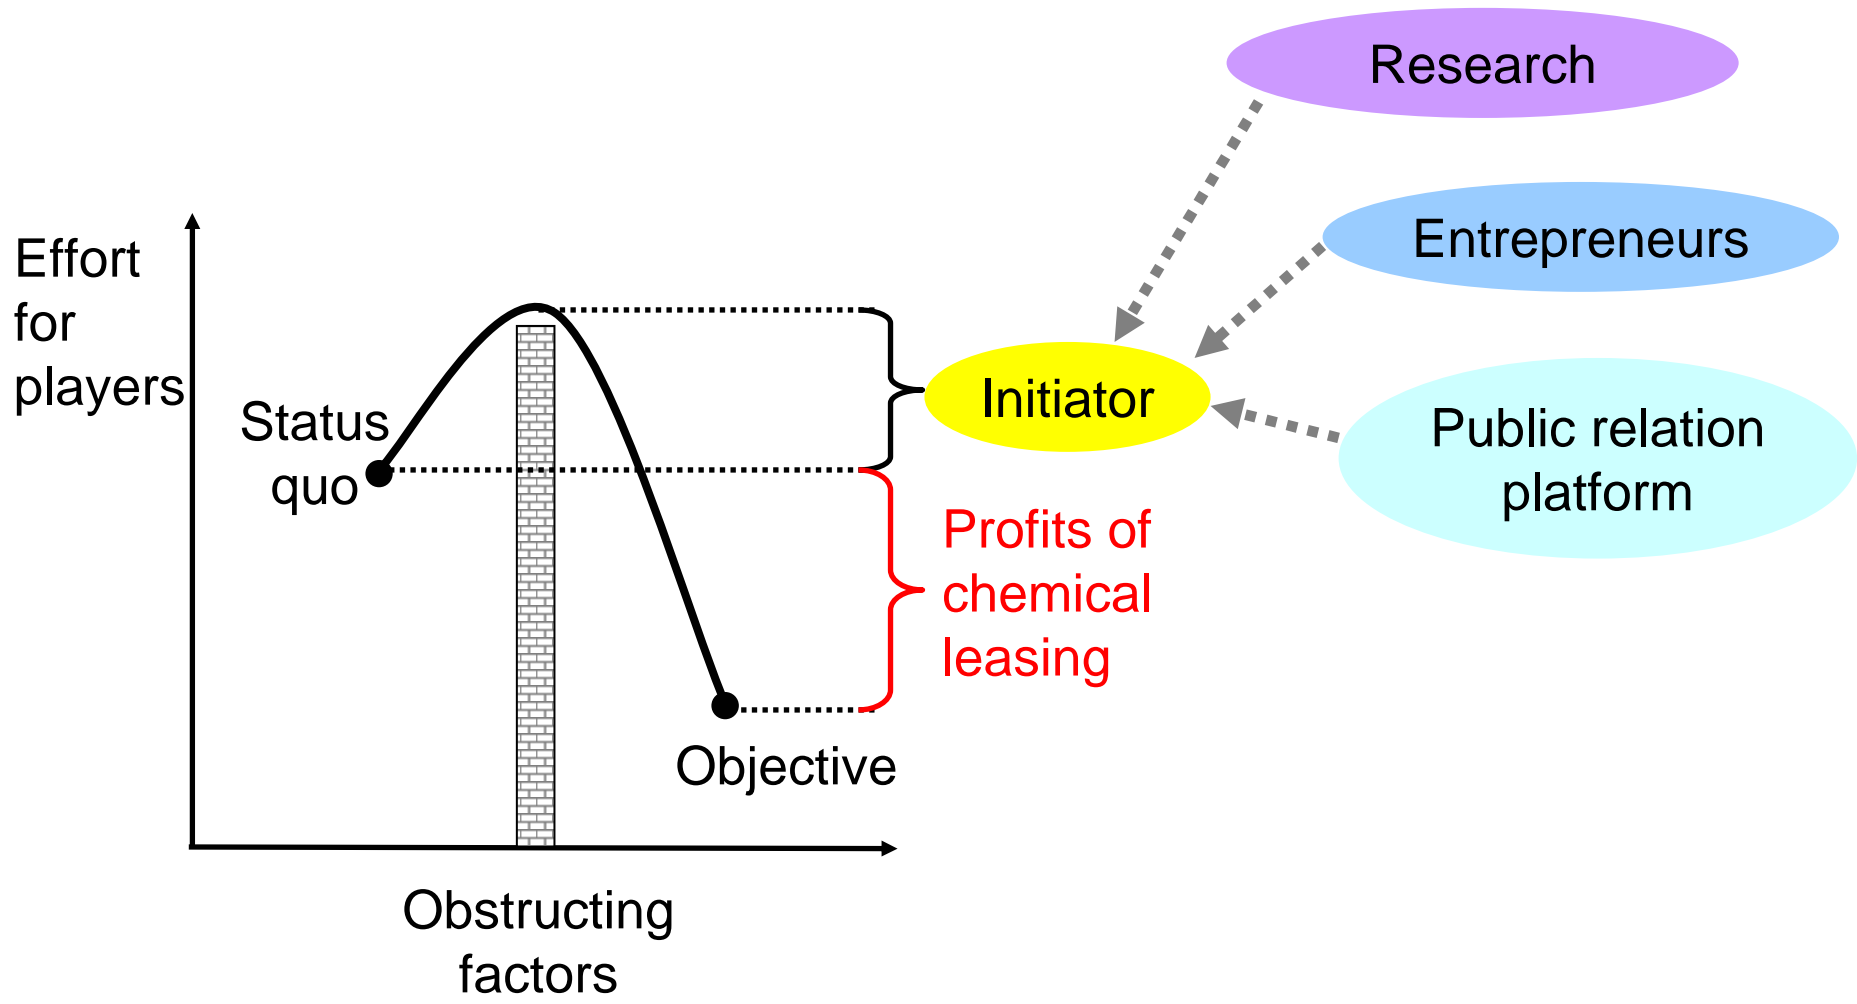 Research
Entrepreneurs
Public relation
platform
Initiator
Effort
for
players
Status
quo
Profits of
chemical
leasing
Objective
Obstructing
factors